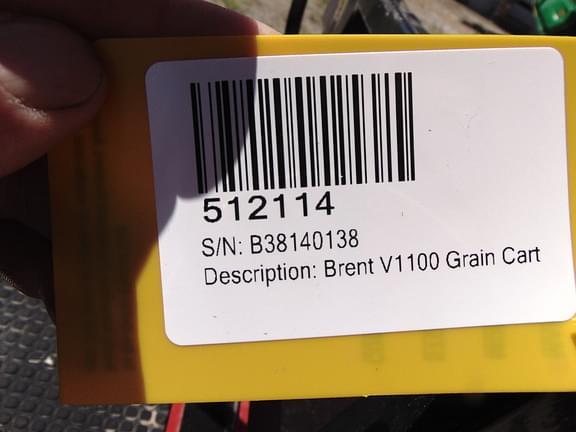 512114
S/N: B38140138
Description: Brent V1100 Grain Cart